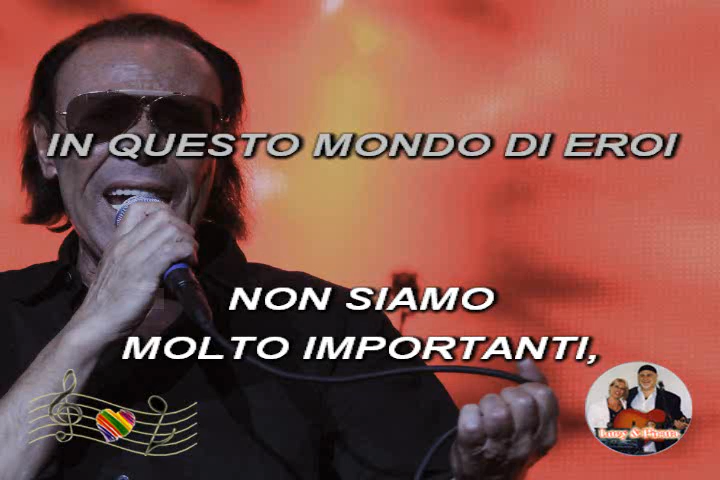 IN QUESTO MONDO DI EROI
NON SIAMO
MOLTO IMPORTANTI,